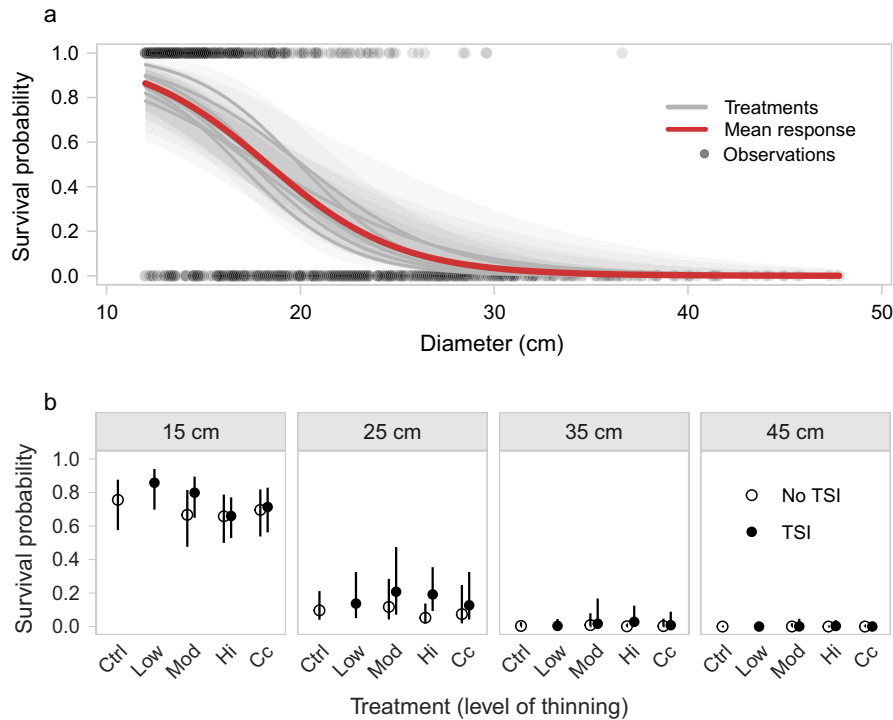 a
Survival probability
1.0
0.8
0.6
0.4
0.2
0.0
Treatments
Mean response
Observations
10
20
30
40
50
Diameter (cm)
b
Survival probability
15 cm
25 cm
35 cm
45 cm
1.0
0.8
0.6
0.4
0.2
0.0
No TSI
TSI
Ctrl
Low
Mod
Hi
Cc
Ctrl
Low
Mod
Hi
Cc
Ctrl
Low
Mod
Hi
Cc
Ctrl
Low
Mod
Hi
Cc
Treatment (level of thinning)